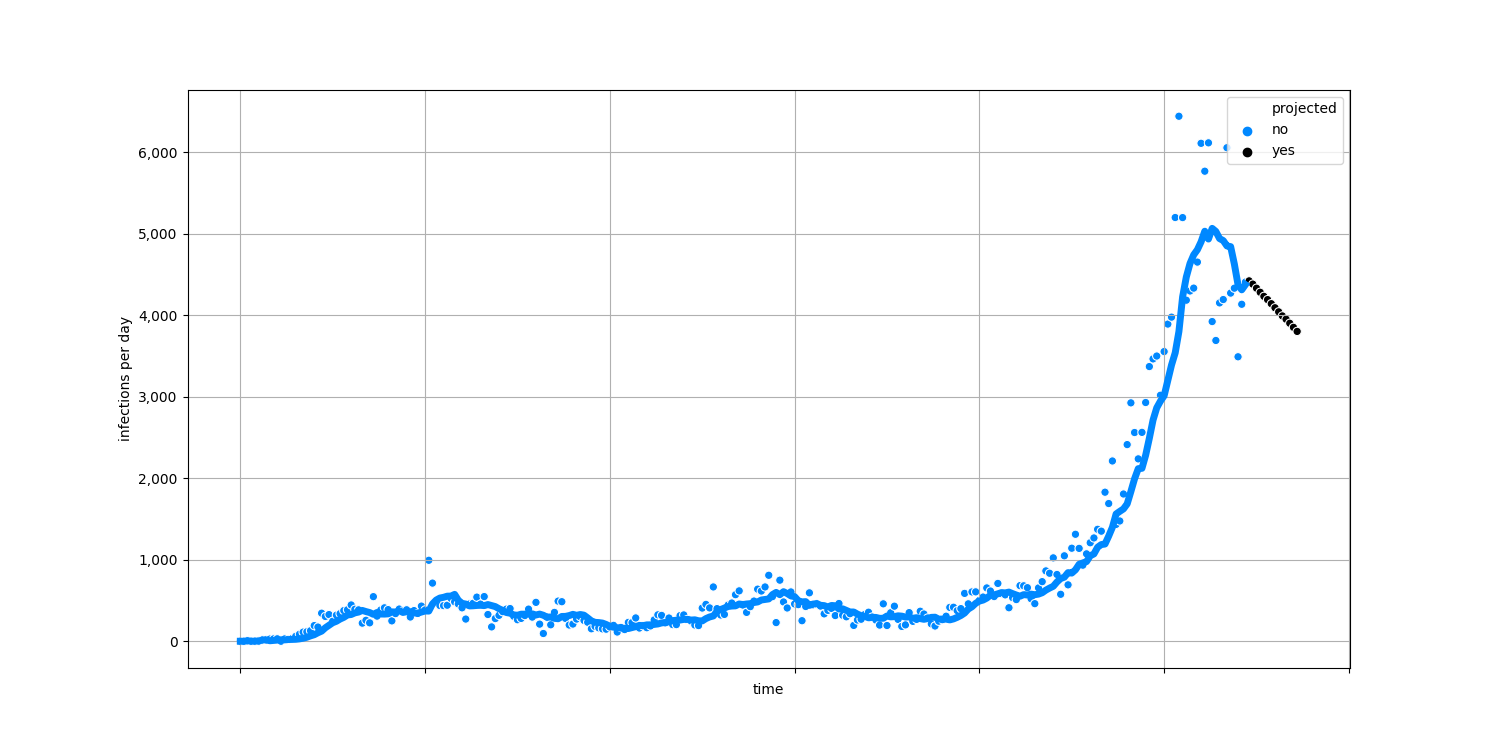 projected
no
yes
6,000
5,000
4,000
3,000
2,000
1,000
0
infections per day
time